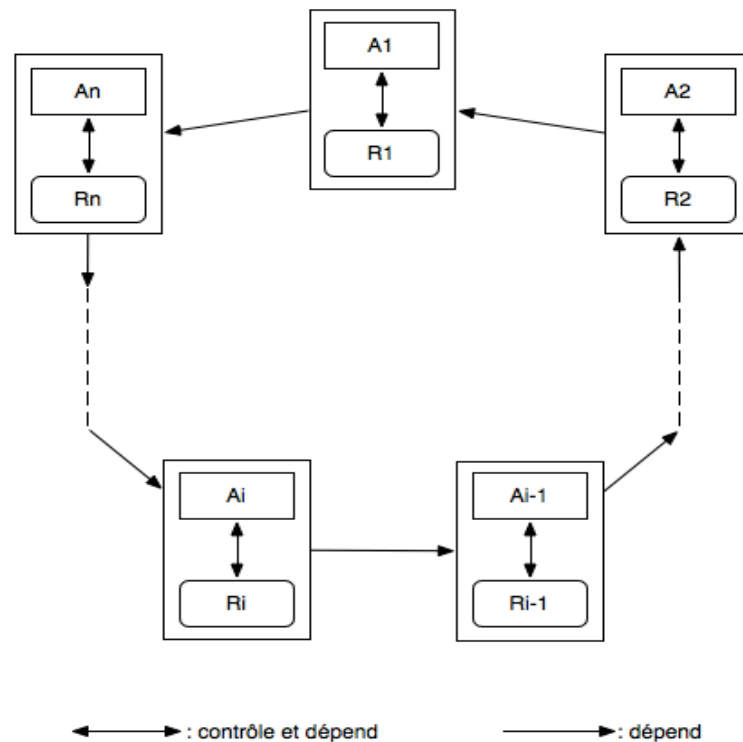 A1
An
A2
R1
Rn
R2
Ai
Ai-1
Ri
Ri-1
: contrôle et dépend
: dépend